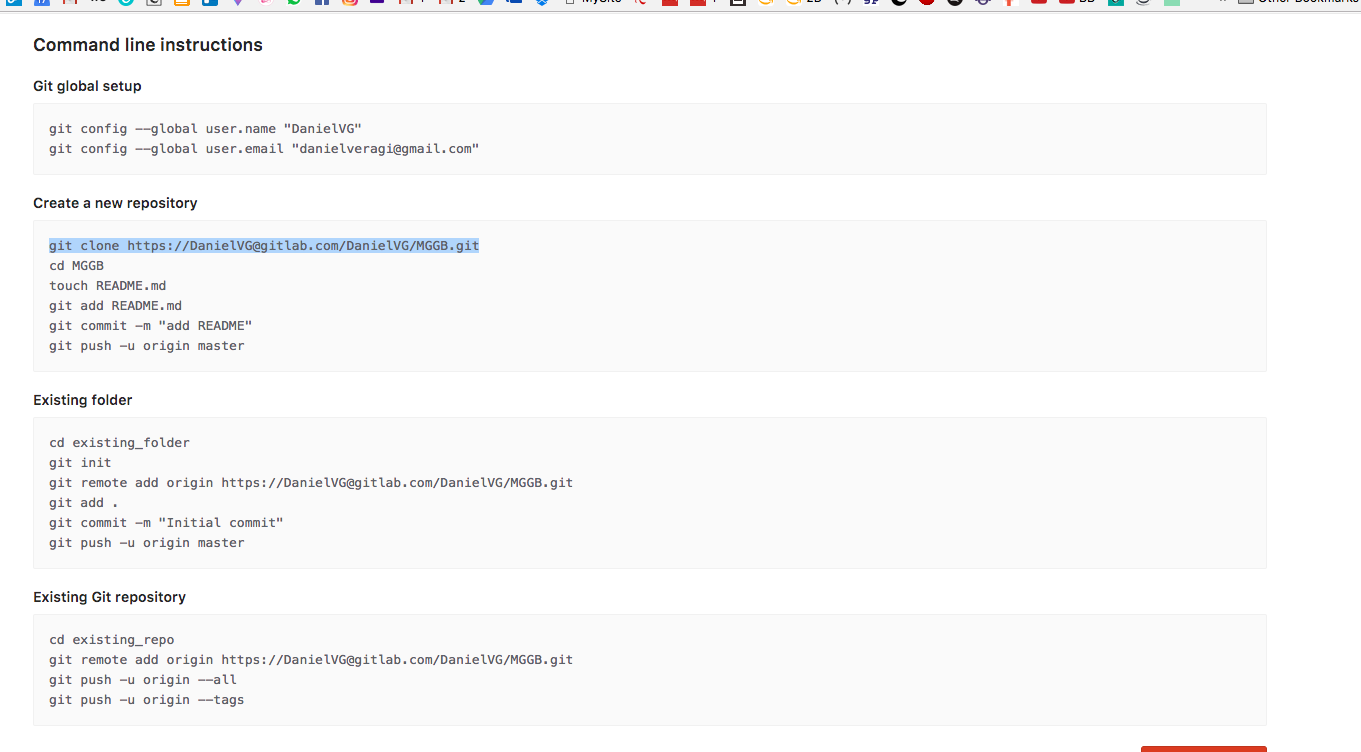 Command line instructions
Git global setup
git config --global user.name "DanielVG"
git config --global user.email "danielveragi@gmail.com"
Create a new repository
git clone https://DanielVG@gitlab.com/DanielVG/MGGB.git
cd MGGB
touch README.md
git add README.md
git commit -m "add README"
git push -u origin master
Existing folder
cd existing_folder
git init
git remote add origin https://DanielVG@gitlab.com/DanielVG/MGGB.git
git add .
git commit -m "Initial commit"
git push -u origin master
Existing Git repository
cd existing_repo
git remote add origin https://DanielVG@gitlab.com/DanielVG/MGGB.git
git push -u origin --all
git push -u origin --tags